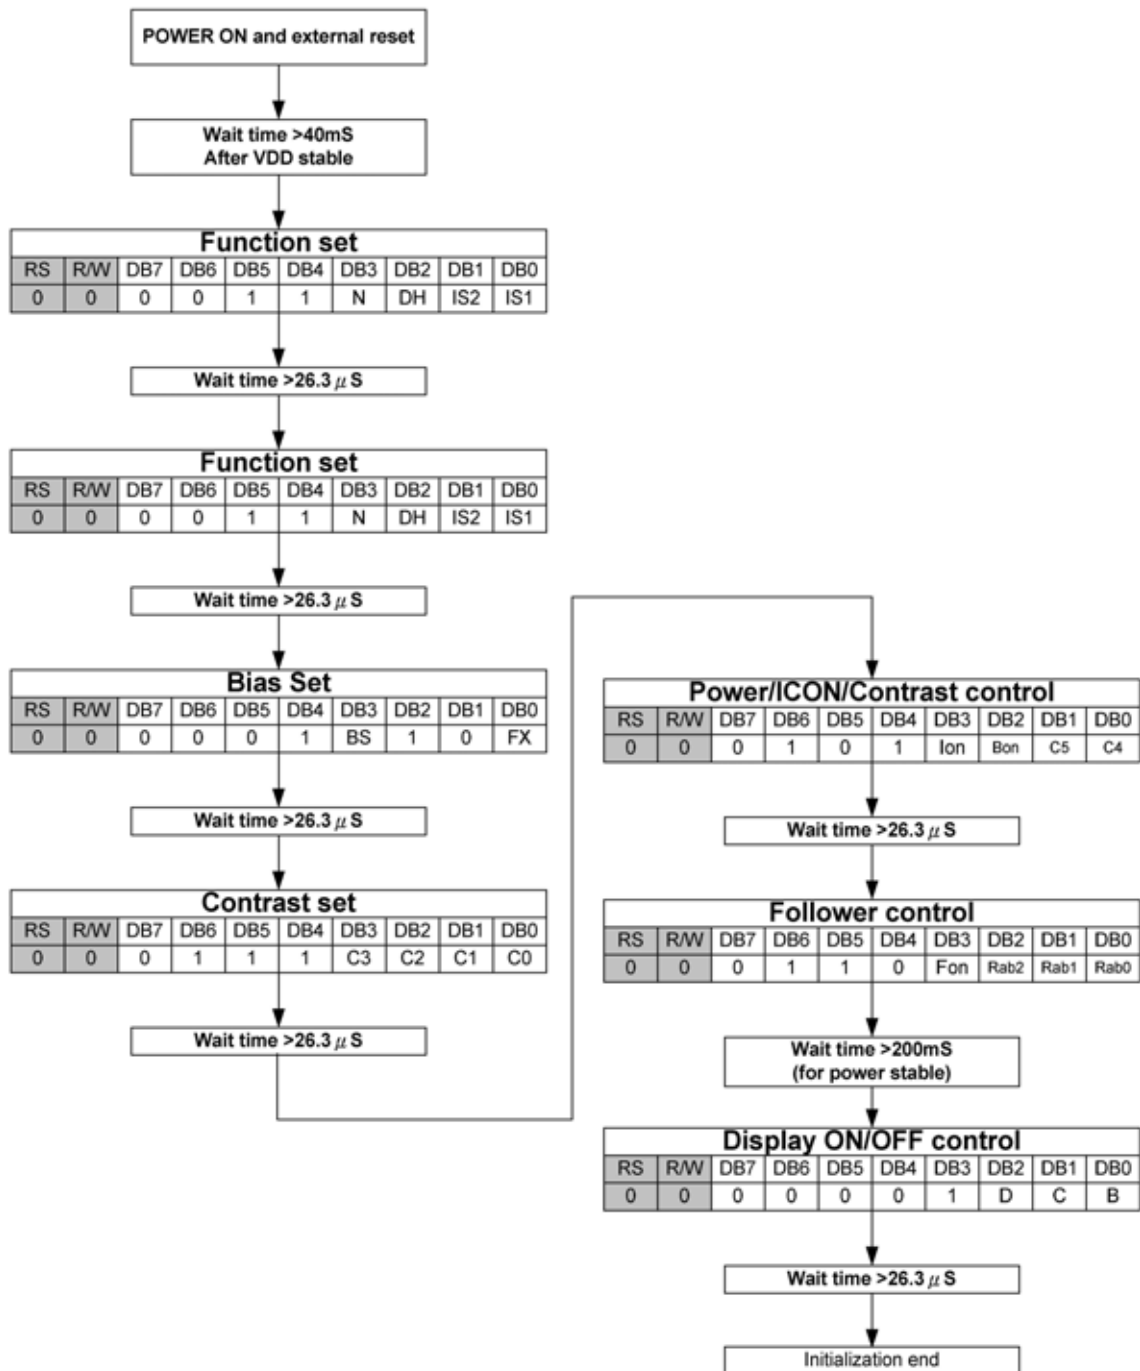 POWER ON and external reset
Wait time >40mS
After VDD stable
Function set
RS R/W DB7 DB6 DB5 DB4 DB3 DB2 DB1 DB0
0 0 0 0 1 1 N DH IS2 IS1
Wait time >26.3 μS
Function set
RS R/W DB7 DB6 DB5 DB4 DB3 DB2 DB1 DB0
0 0 0 0 1 1 N DH IS2 IS1
Wait time >26.3 μS
Bias Set
RS R/W DB7 DB6 DB5 DB4 DB3 DB2 DB1 DB0
0 0 0 0 0 1 BS 1 0 FX
Wait time >26.3 μS
Contrast set
RS R/W DB7 DB6 DB5 DB4 DB3 DB2 DB1 DB0
0 0 0 1 1 1 C3 C2 C1 C0
Wait time >26.3 μS
Power/ICON/Contrast control
RS R/W DB7 DB6 DB5 DB4 DB3 DB2 DB1 DB0
0 0 0 1 0 1 Ion Bon C5 C4
Wait time >26.3 μS
Follower control
RS R/W DB7 DB6 DB5 DB4 DB3 DB2 DB1 DB0
0 0 0 1 1 0 Fon Rab2 Rab1 Rab0
Wait time >200mS
(for power stable)
Display ON/OFF control
RS R/W DB7 DB6 DB5 DB4 DB3 DB2 DB1 DB0
0 0 0 0 0 0 1 D C B
Wait time >26.3 μS
Initialization end